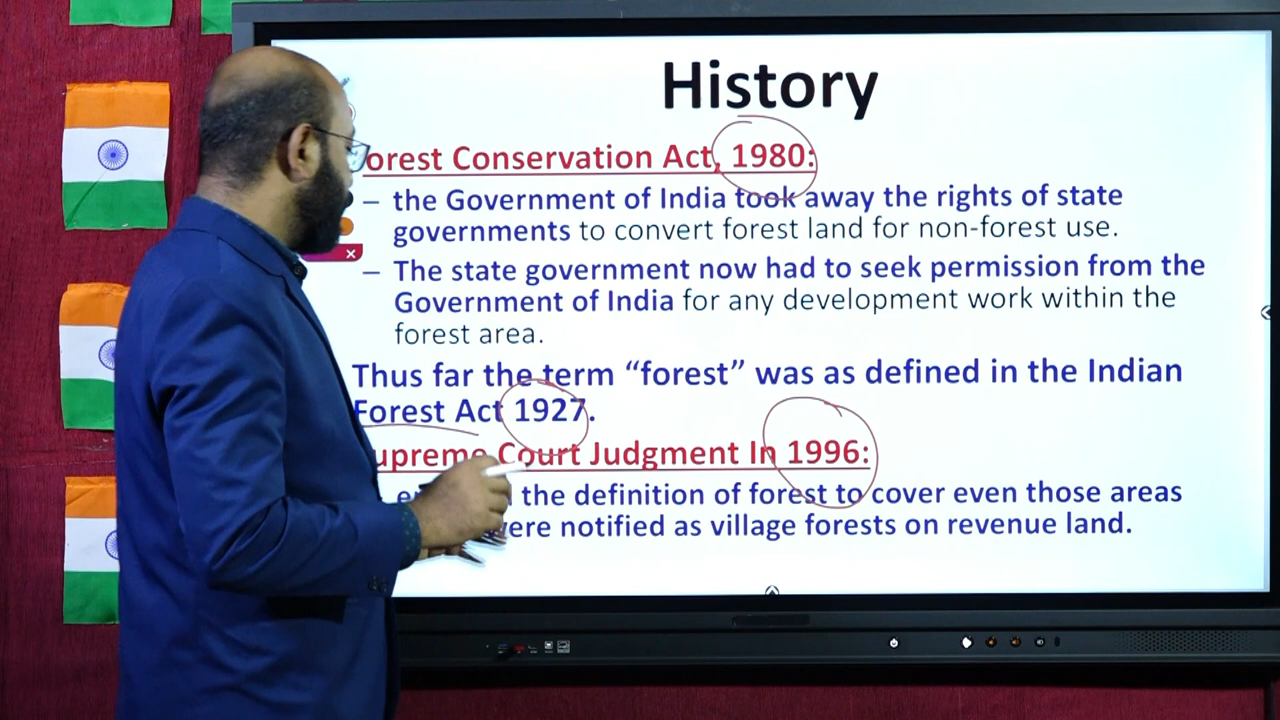 History
orest Conservation Act, 1980:
– the Government of India took away the rights of state
governments to convert forest land for non-forest use.
– The state government now had to seek permission from the
Government of India for any development work within the
forest area.
Thus far the term “forest” was as defined in the Indian
Forest Act 1927.
upreme Court Judgment In 1996:
the definition of forest to cover even those areas
were notified as village forests on revenue land.